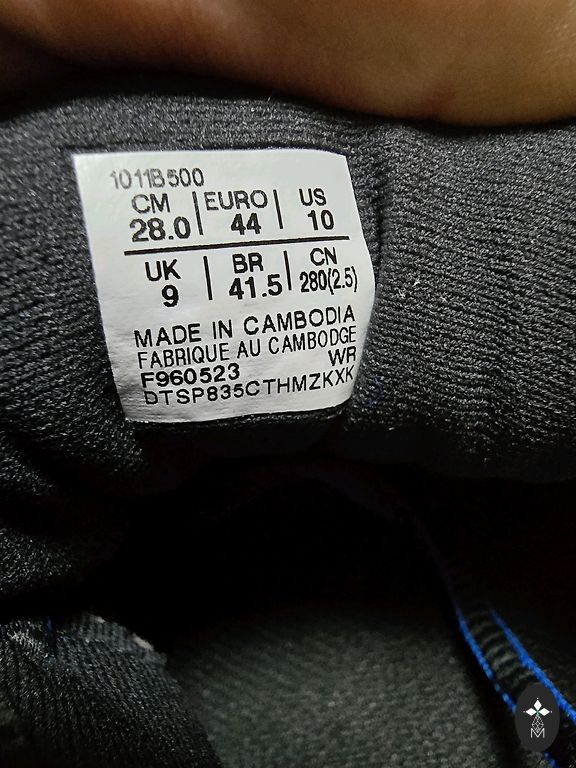 1011B500
CM | EURO | US
28.0 | 44 | 10
UK | BR | CN
9 | 41.5 | 280(2.5)
MADE IN CAMBODIA
FABRIQUE AU CAMBODGE
F960523 WR
DTSP835CTHMZKXK
M